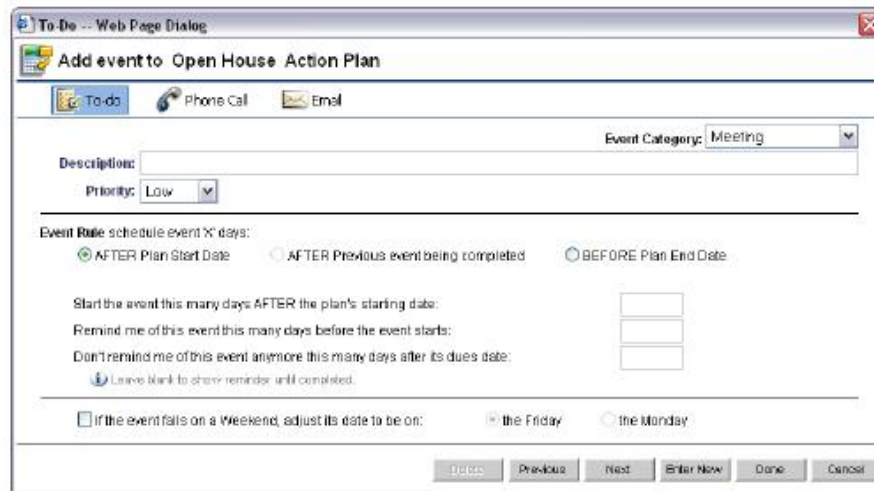 To-Do -- Web Page Dialog
Add event to Open House Action Plan
To-do Phone Call Email
Event Category: Meeting
Description:
Priority: Low
Event Rule schedule event 'x' days:
AFTER Plan Start Date AFTER Previous event being completed BEFORE Plan End Date
Start the event this many days AFTER the plan's starting date:
Remind me of this event this many days before the event starts:
Don't remind me of this event anymore this many days after its dues date:
Leave blank to show reminder until completed.
If the event falls on a Weekend, adjust its date to be on: the Friday the Monday
Delete Previous Next Enter New Done Cancel